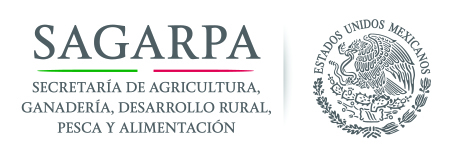 SAGARPA
SECRETARÍA DE AGRICULTURA,
GANADERÍA, DESARROLLO RURAL,
PESCA Y ALIMENTACIÓN
ESTADOS UNIDOS MEXICANOS